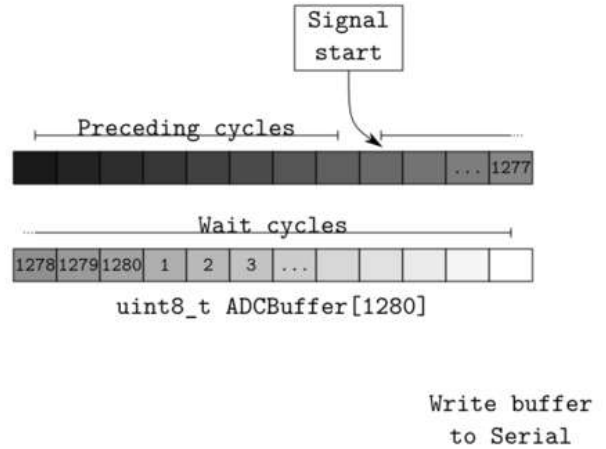 Signal
start
Preceding cycles
... 1277
Wait cycles
1278 1279 1280 1 2 3 ...
uint8_t ADCBuffer[1280]
Write buffer
to Serial